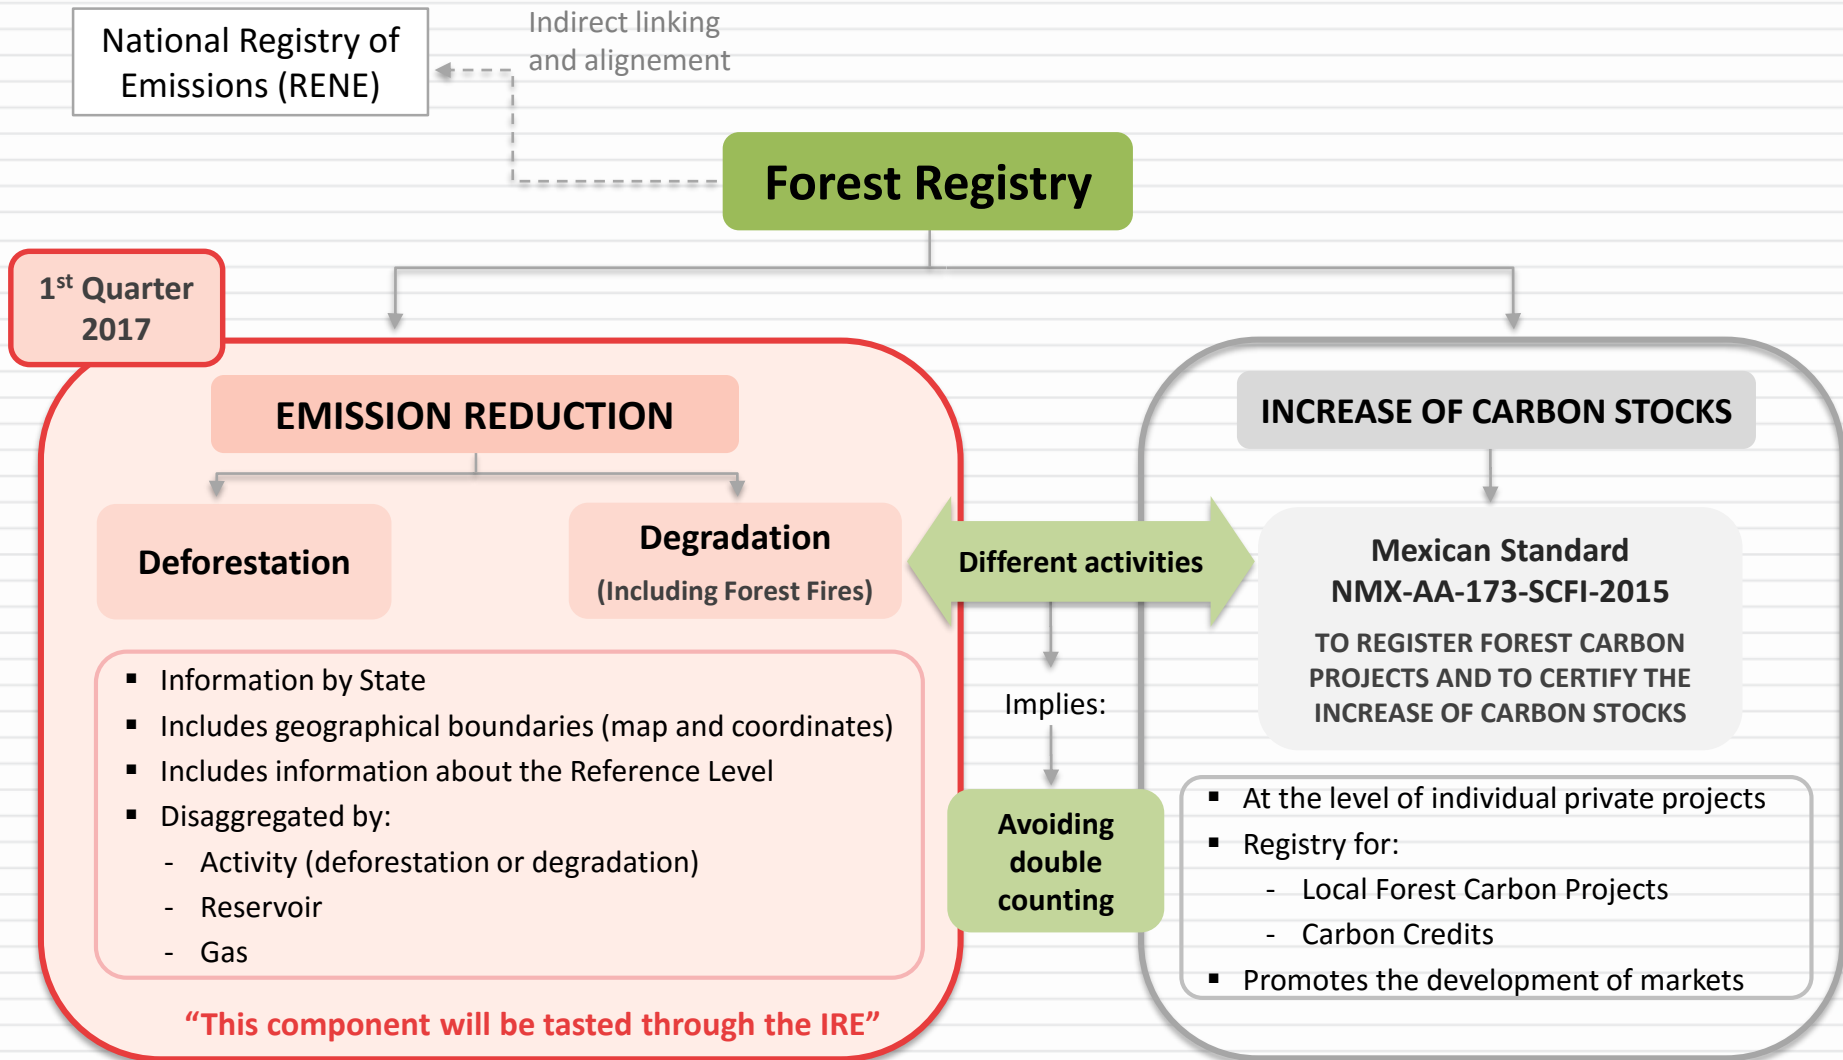 National Registry of
Emissions (RENE)
Indirect linking
and alignement
Forest Registry
1st Quarter
2017
EMISSION REDUCTION
Deforestation
Degradation
(Including Forest Fires)
▪ Information by State
▪ Includes geographical boundaries (map and coordinates)
▪ Includes information about the Reference Level
▪ Disaggregated by:
- Activity (deforestation or degradation)
- Reservoir
- Gas
“This component will be tasted through the IRE”
Different activities
Implies:
Avoiding
double
counting
INCREASE OF CARBON STOCKS
Mexican Standard
NMX-AA-173-SCFI-2015
TO REGISTER FOREST CARBON
PROJECTS AND TO CERTIFY THE
INCREASE OF CARBON STOCKS
▪ At the level of individual private projects
▪ Registry for:
- Local Forest Carbon Projects
- Carbon Credits
▪ Promotes the development of markets